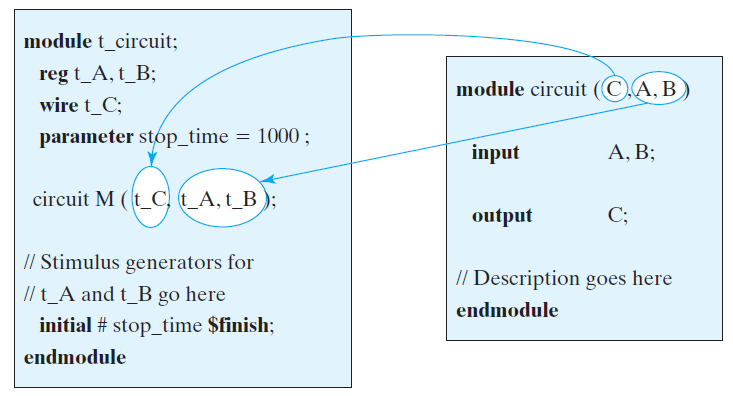 module t_circuit;
reg t_A, t_B;
wire t_C;
parameter stop_time = 1000 ;
circuit M ( t_C, t_A, t_B );
// Stimulus generators for
// t_A and t_B go here
initial # stop_time $finish;
endmodule
module circuit ( C, A, B )
input A, B;
output C;
// Description goes here
endmodule